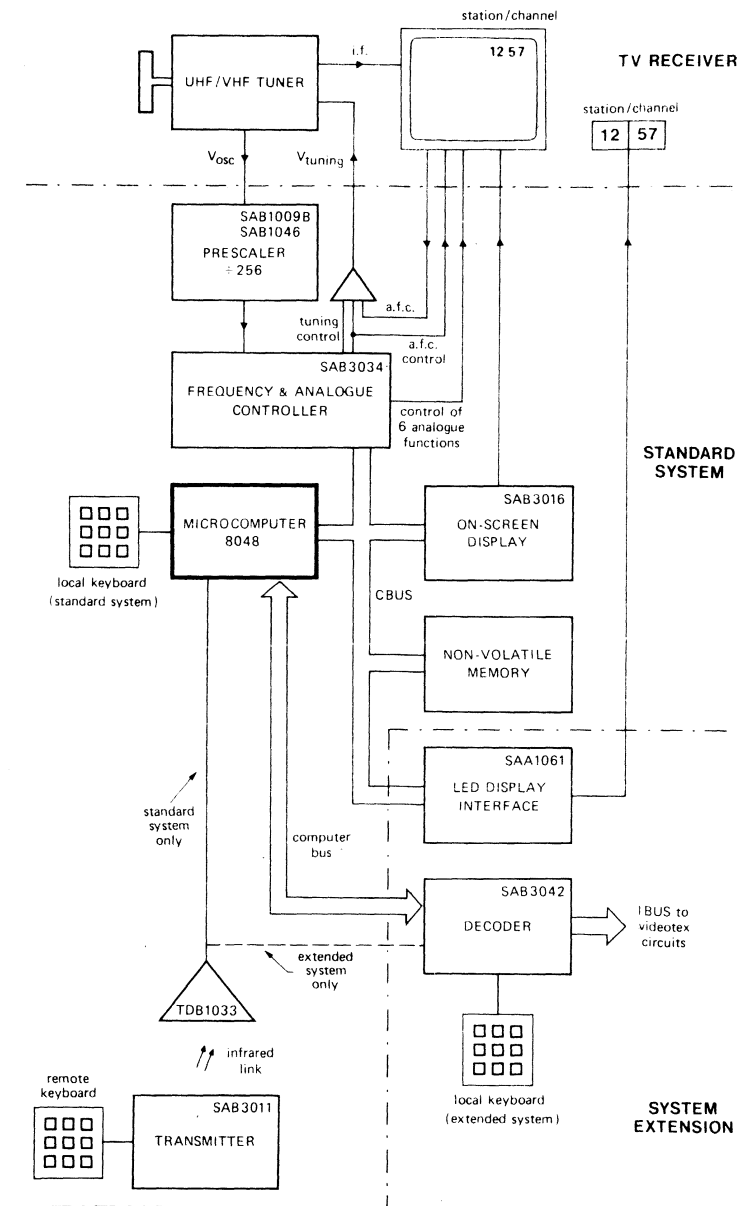 station/channel
i.f.
12 57
UHF/VHF TUNER
TV RECEIVER
station/channel
12 57
Vosc
Vtuning
SAB1009B
SAB1046
PRESCALER
÷ 256
a.f.c.
tuning
control
a.f.c.
control
SAB3034
FREQUENCY & ANALOGUE
CONTROLLER
control of
6 analogue
functions
STANDARD
SYSTEM
MICROCOMPUTER
8048
SAB3016
ON-SCREEN
DISPLAY
local keyboard
(standard system)
CBUS
NON-VOLATILE
MEMORY
SAA1061
LED DISPLAY
INTERFACE
standard
system
only
computer
bus
SAB3042
DECODER
IBUS to
videotex
circuits
extended
system
only
TDB1033
infrared
link
remote
keyboard
SAB3011
TRANSMITTER
local keyboard
(extended system)
SYSTEM
EXTENSION